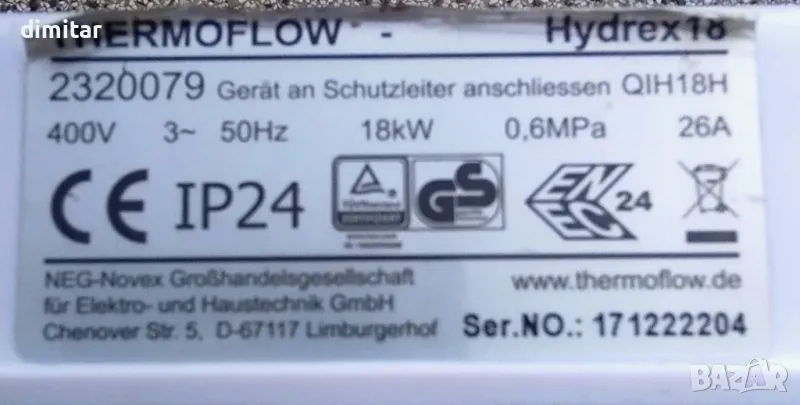 dimitar
THERMOFLOW - Hydrex18
2320079 Gerät an Schutzleiter anschliessen QIH18H
400V 3~ 50Hz 18kW 0,6MPa 26A
CE IP24 GS ENEC 24
NEG-Novex Großhandelsgesellschaft
für Elektro- und Haustechnik GmbH
Chenover Str. 5, D-67117 Limburgerhof
www.thermoflow.de
Ser.NO.: 171222204
BAZAR